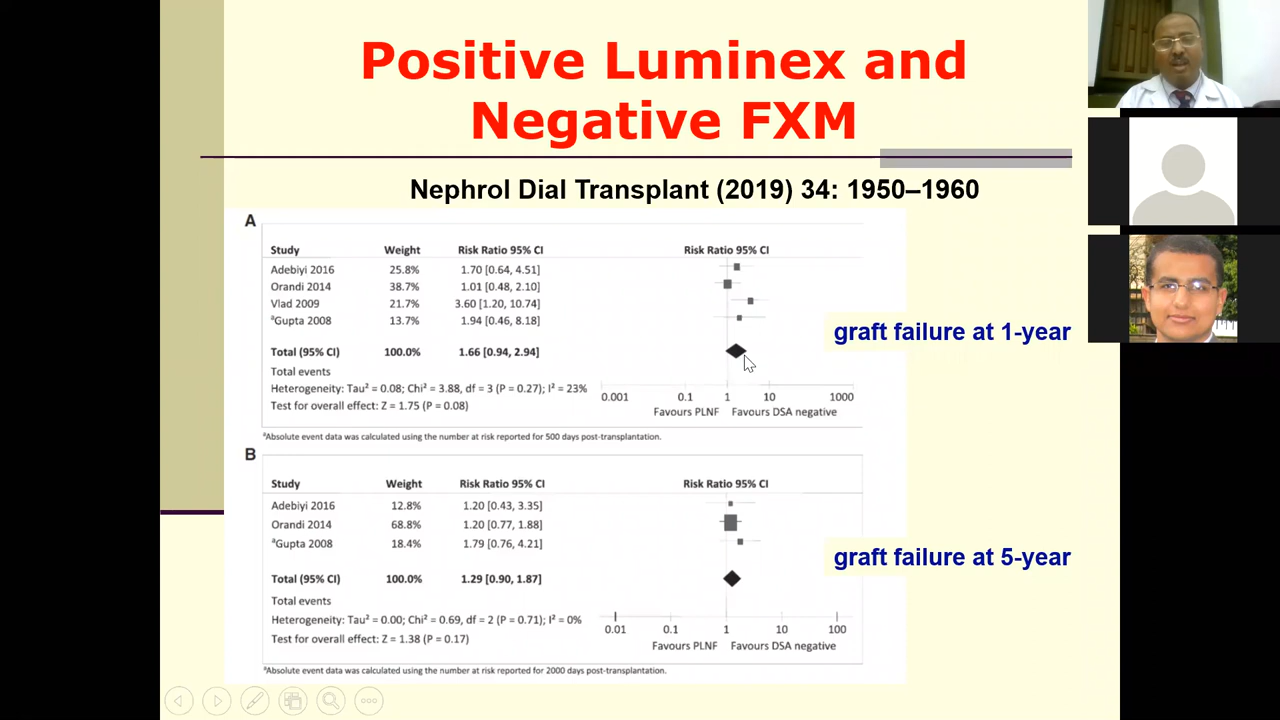 Positive Luminex and
Negative FXM
Nephrol Dial Transplant (2019) 34: 1950–1960
A
Study Weight Risk Ratio 95% CI Risk Ratio 95% CI
Adebiyi 2016 25.8% 1.70 [0.64, 4.51]
Orandi 2014 38.7% 1.01 [0.48, 2.10]
Vlad 2009 21.7% 3.60 [1.20, 10.74]
ᵃGupta 2008 13.7% 1.94 [0.46, 8.18]
graft failure at 1-year
Total (95% CI) 100.0% 1.66 [0.94, 2.94]
Total events
Heterogeneity: Tau² = 0.08; Chi² = 3.88, df = 3 (P = 0.27); I² = 23%
0.001 0.1 1 10 1000
Test for overall effect: Z = 1.75 (P = 0.08)
Favours PLNF Favours DSA negative
ᵃAbsolute event data was calculated using the number at risk reported for 500 days post-transplantation.
B
Study Weight Risk Ratio 95% CI Risk Ratio 95% CI
Adebiyi 2016 12.8% 1.20 [0.43, 3.35]
Orandi 2014 68.8% 1.20 [0.77, 1.88]
ᵃGupta 2008 18.4% 1.79 [0.76, 4.21]
graft failure at 5-year
Total (95% CI) 100.0% 1.29 [0.90, 1.87]
Total events
Heterogeneity: Tau² = 0.00; Chi² = 0.69, df = 2 (P = 0.71); I² = 0%
0.01 0.1 1 10 100
Test for overall effect: Z = 1.38 (P = 0.17)
Favours PLNF Favours DSA negative
ᵃAbsolute event data was calculated using the number at risk reported for 2000 days post-transplantation.